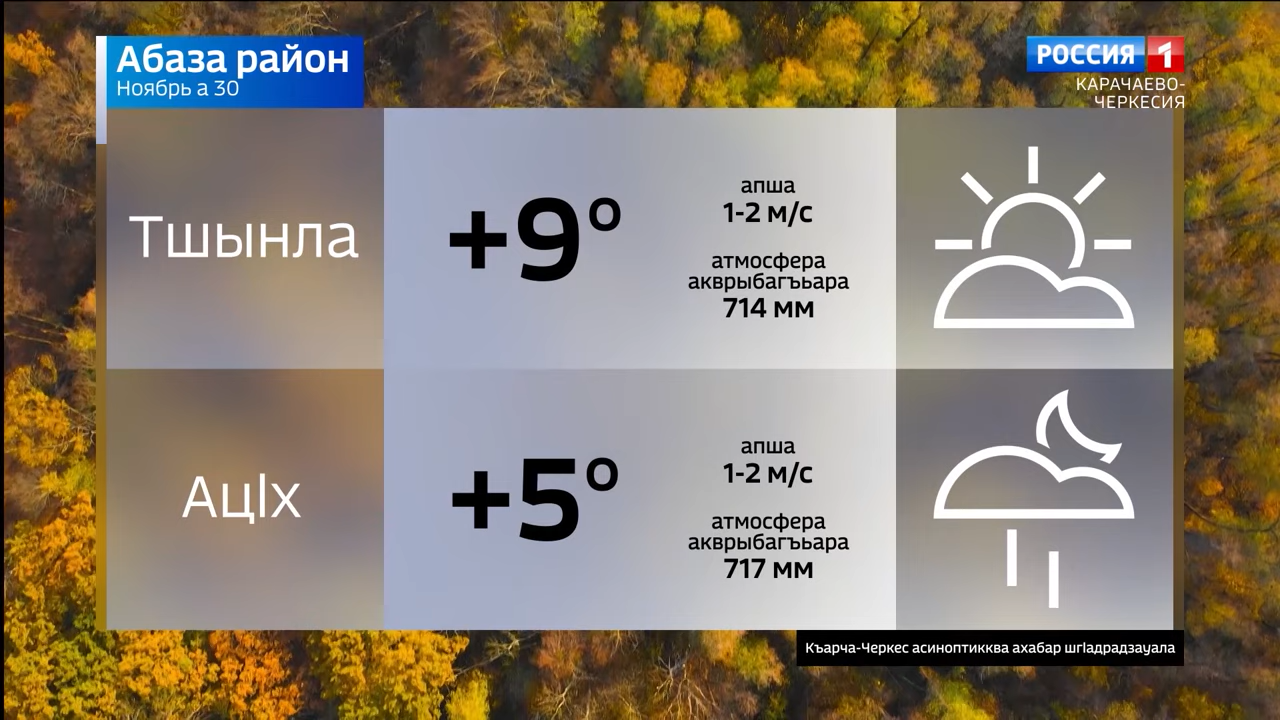 Абаза район
Ноябрь а 30
РОССИЯ 1
КАРАЧАЕВО-
ЧЕРКЕСИЯ
Тшынла
+9°
апша
1-2 м/с
атмосфера
акврыбагъьара
714 мм
АцIх
+5°
апша
1-2 м/с
атмосфера
акврыбагъьара
717 мм
Къарча-Черкес асиноптикква ахабар шгIадрадзауала